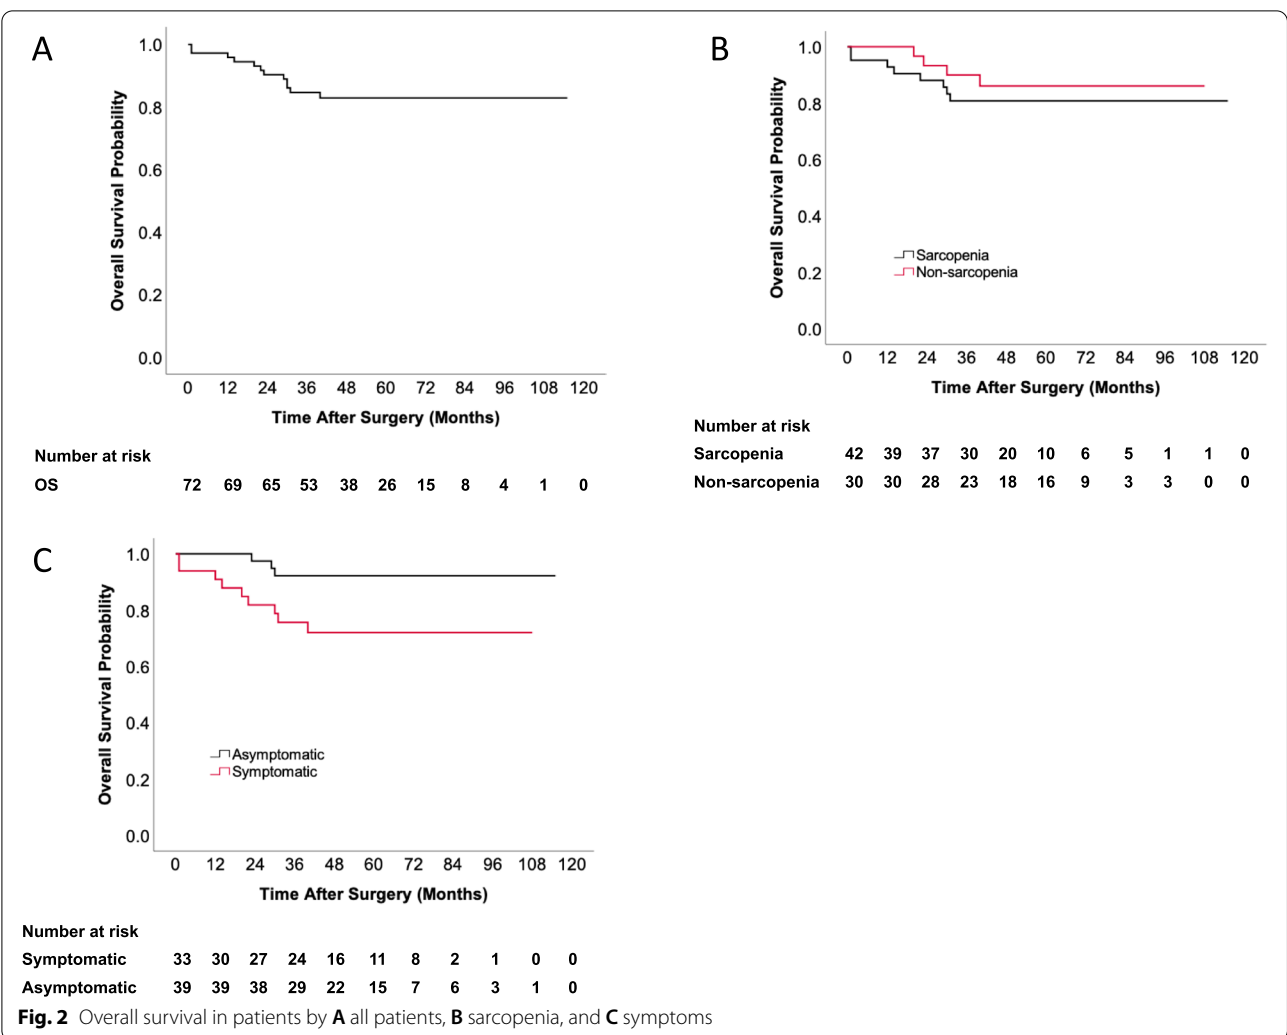 A
1.0
0.8
0.6
0.4
0.2
0.0
Overall Survival Probability
0 12 24 36 48 60 72 84 96 108 120
Time After Surgery (Months)
Number at risk
OS 72 69 65 53 38 26 15 8 4 1 0
B
1.0
0.8
0.6
0.4
0.2
0.0
Overall Survival Probability
Sarcopenia
Non-sarcopenia
0 12 24 36 48 60 72 84 96 108 120
Time After Surgery (Months)
Number at risk
Sarcopenia 42 39 37 30 20 10 6 5 1 1 0
Non-sarcopenia 30 30 28 23 18 16 9 3 3 0 0
C
1.0
0.8
0.6
0.4
0.2
0.0
Overall Survival Probability
Asymptomatic
Symptomatic
0 12 24 36 48 60 72 84 96 108 120
Time After Surgery (Months)
Number at risk
Symptomatic 33 30 27 24 16 11 8 2 1 0 0
Asymptomatic 39 39 38 29 22 15 7 6 3 1 0
Fig. 2 Overall survival in patients by A all patients, B sarcopenia, and C symptoms